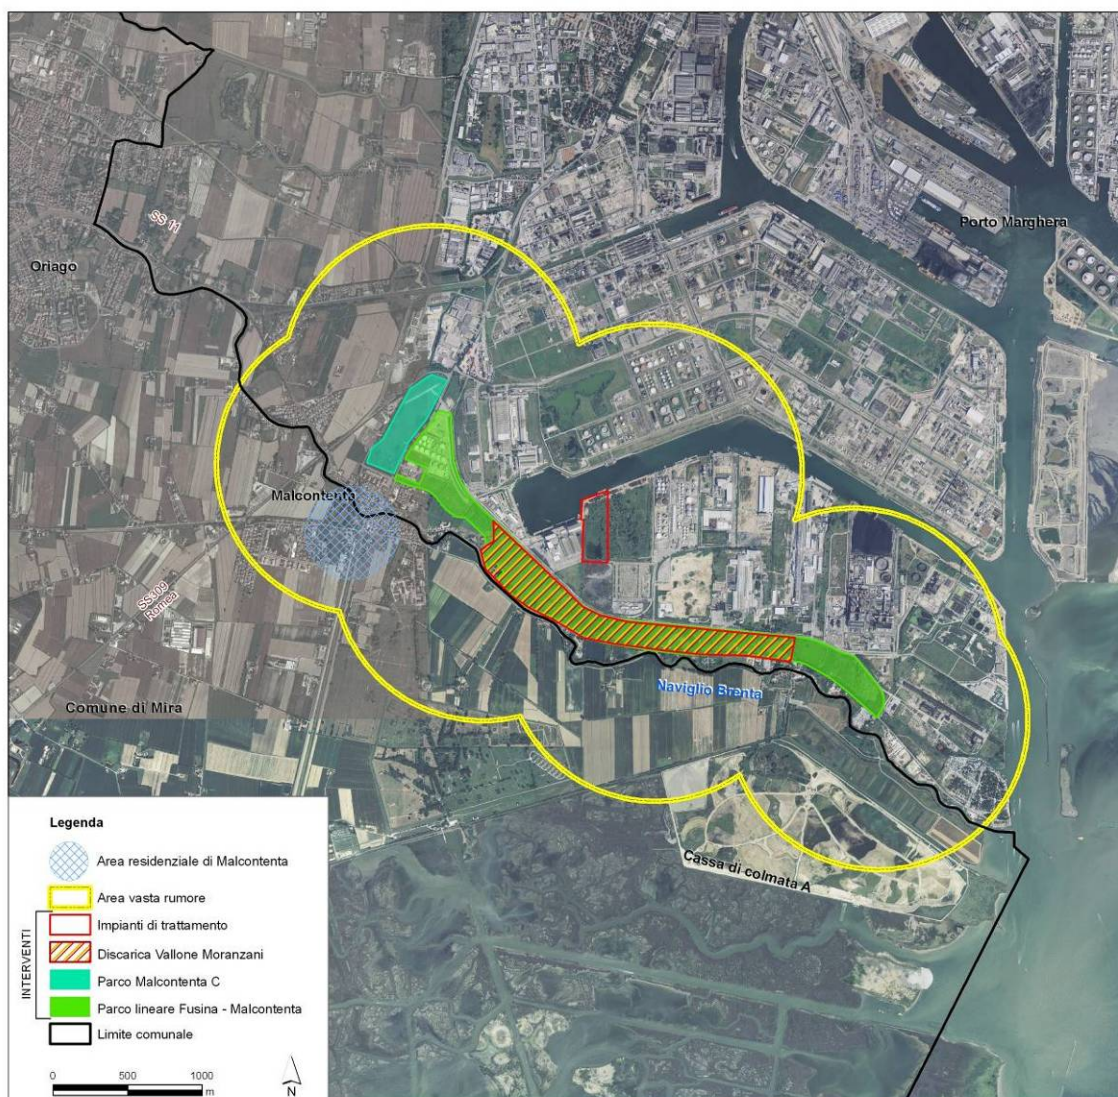 SS 11
Porto Marghera
Oriago
Malcontenta
SS309
Romea
Naviglio Brenta
Comune di Mira
Cassa di colmata A
Legenda
Area residenziale di Malcontenta
Area vasta rumore
INTERVENTI
Impianti di trattamento
Discarica Vallone Moranzani
Parco Malcontenta C
Parco lineare Fusina - Malcontenta
Limite comunale
0 500 1000
m
N